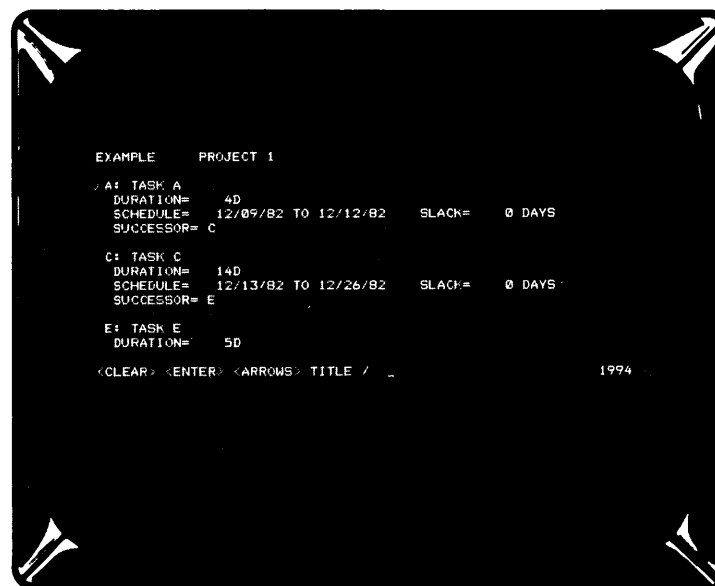 EXAMPLE PROJECT 1
A: TASK A
DURATION= 4D
SCHEDULE= 12/09/82 TO 12/12/82 SLACK= 0 DAYS
SUCCESSOR= C
C: TASK C
DURATION= 14D
SCHEDULE= 12/13/82 TO 12/26/82 SLACK= 0 DAYS
SUCCESSOR= E
E: TASK E
DURATION= 5D
<CLEAR> <ENTER> <ARROWS> TITLE / _ 1994